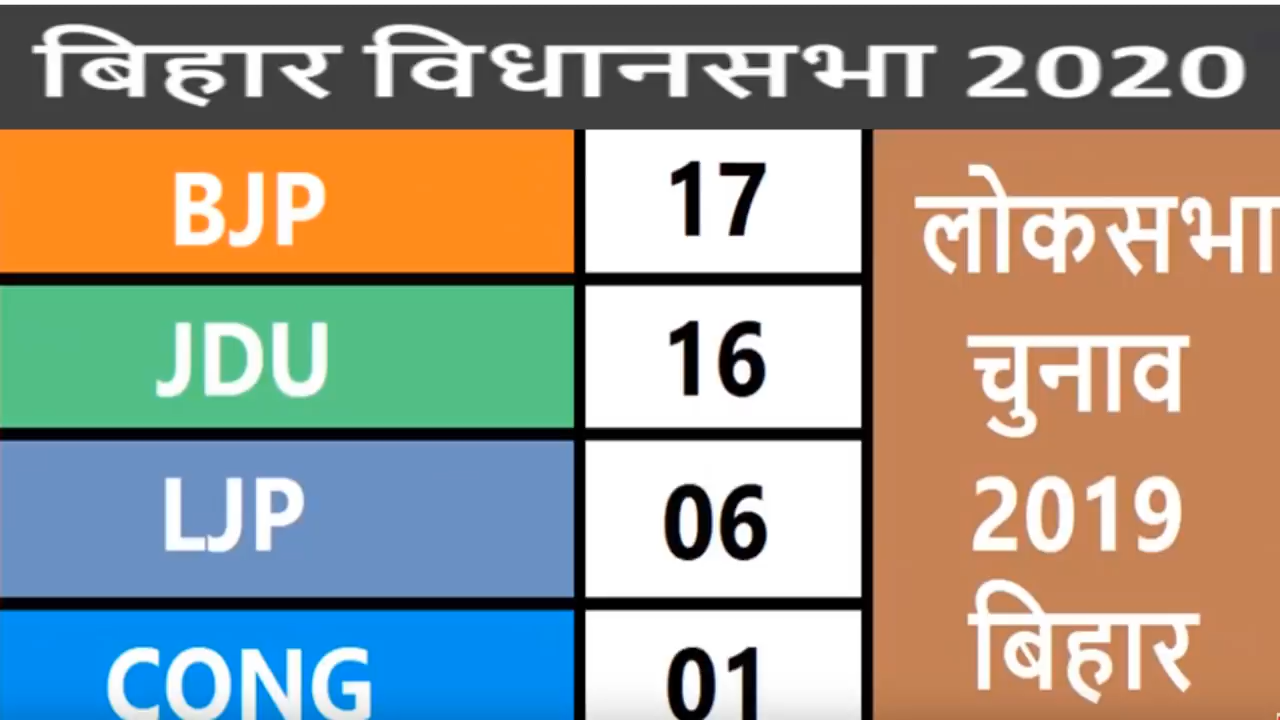 बिहार विधानसभा 2020
BJP 17
JDU 16
LJP 06
CONG 01
लोकसभा
चुनाव
2019
बिहार